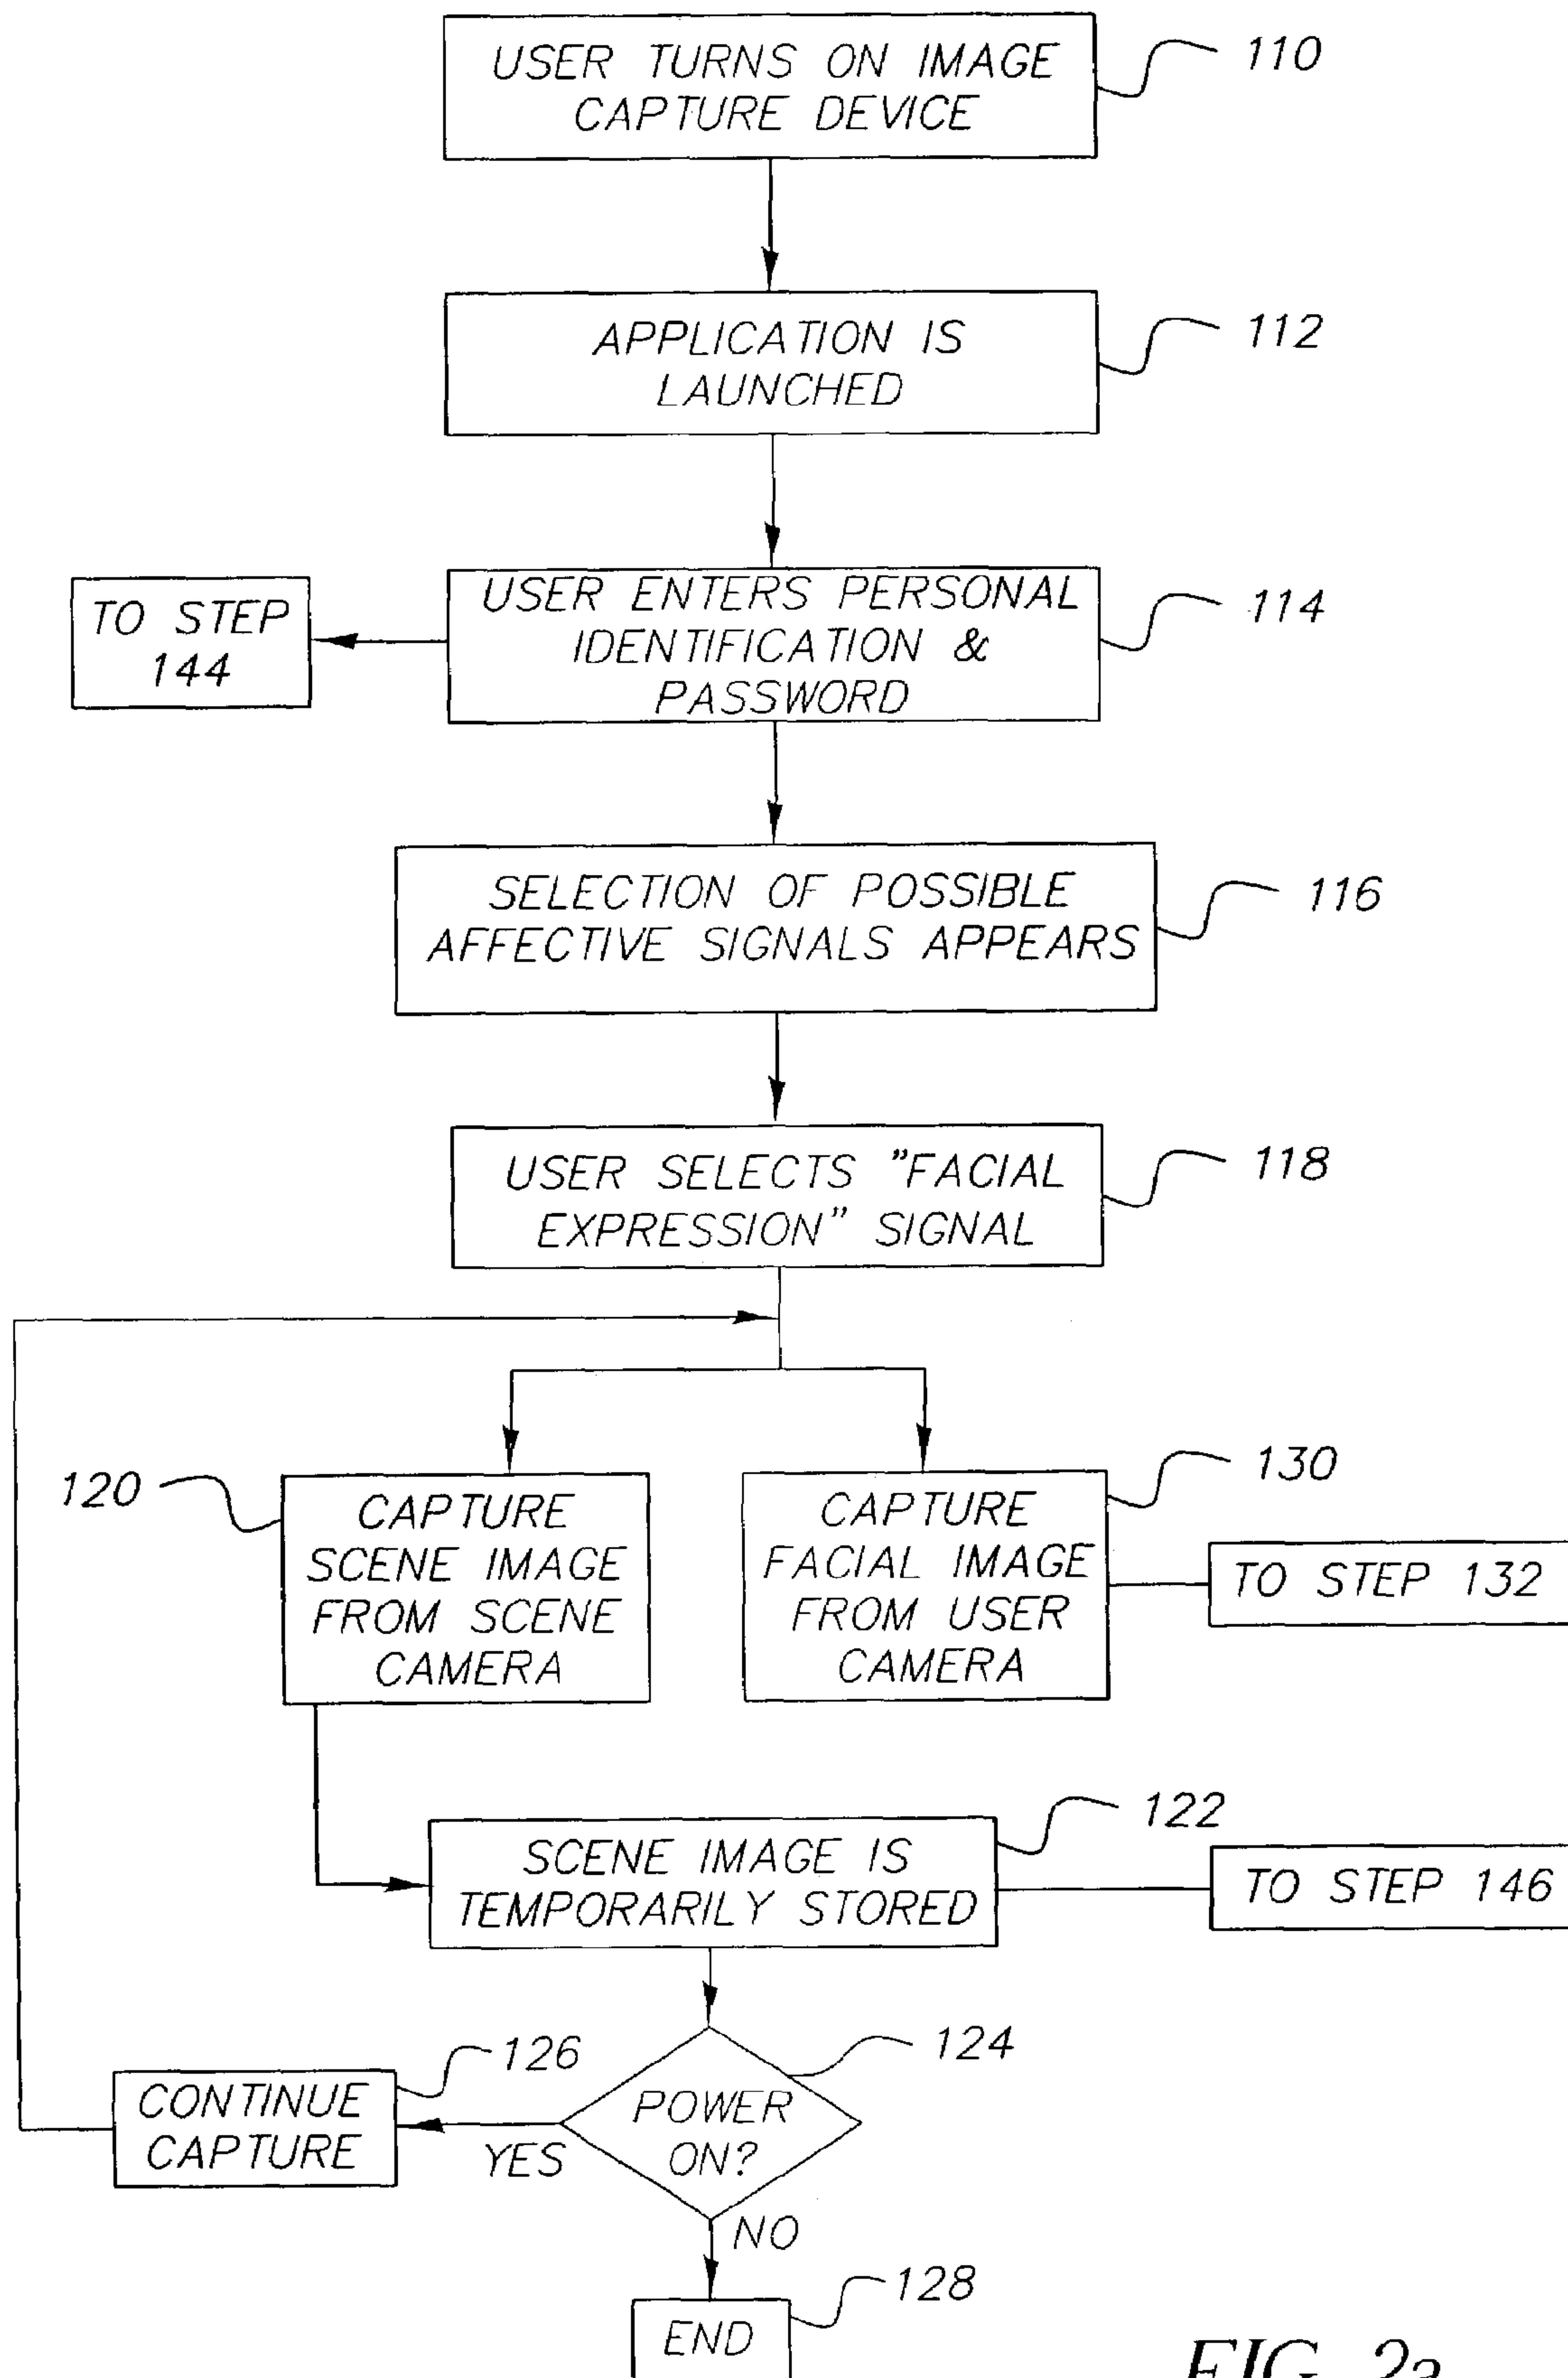 USER TURNS ON IMAGE
CAPTURE DEVICE
110
APPLICATION IS
LAUNCHED
112
TO STEP
144
USER ENTERS PERSONAL
IDENTIFICATION &
PASSWORD
114
SELECTION OF POSSIBLE
AFFECTIVE SIGNALS APPEARS
116
USER SELECTS "FACIAL
EXPRESSION" SIGNAL
118
120
CAPTURE
SCENE IMAGE
FROM SCENE
CAMERA
CAPTURE
FACIAL IMAGE
FROM USER
CAMERA
130
TO STEP 132
SCENE IMAGE IS
TEMPORARILY STORED
122
TO STEP 146
CONTINUE
CAPTURE
126
YES
POWER
ON?
124
NO
END
128
FIG. 2a